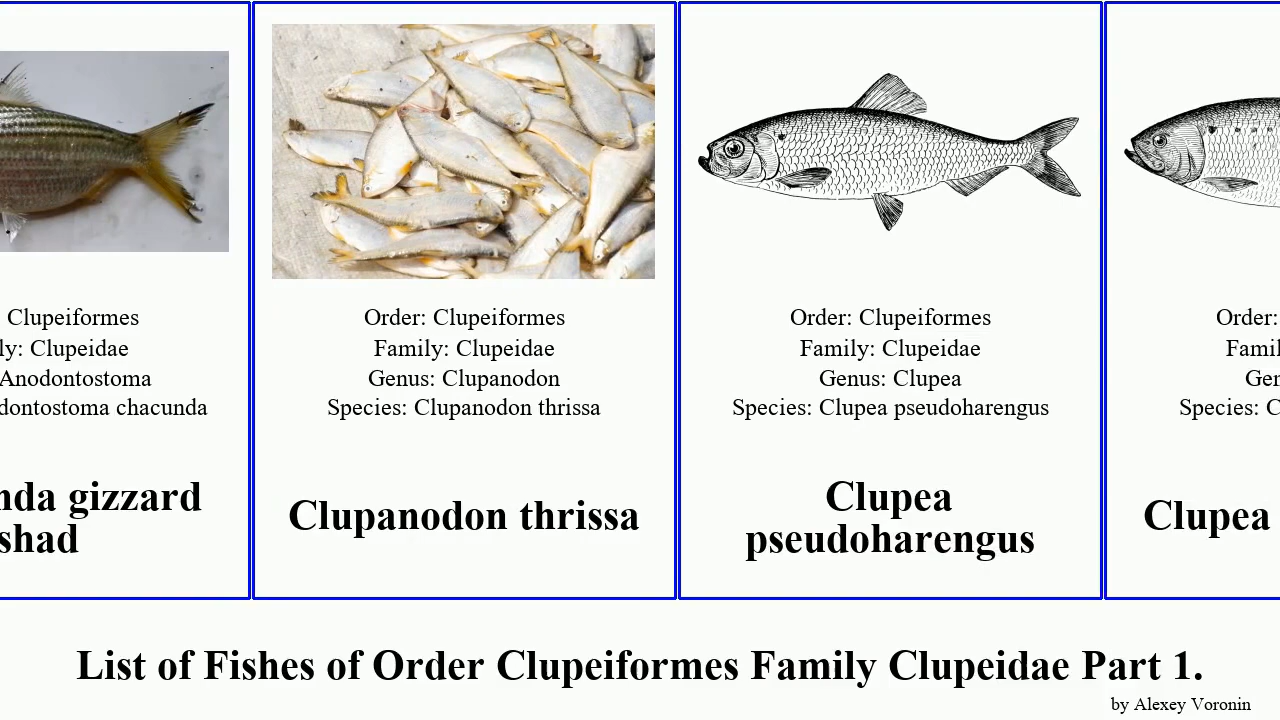 Clupeiformes
ly: Clupeidae
Anodontostoma
dontostoma chacunda
nda gizzard
shad
Order: Clupeiformes
Family: Clupeidae
Genus: Clupanodon
Species: Clupanodon thrissa
Clupanodon thrissa
Order: Clupeiformes
Family: Clupeidae
Genus: Clupea
Species: Clupea pseudoharengus
Clupea
pseudoharengus
Order:
Famil
Gen
Species: C
Clupea
List of Fishes of Order Clupeiformes Family Clupeidae Part 1.
by Alexey Voronin